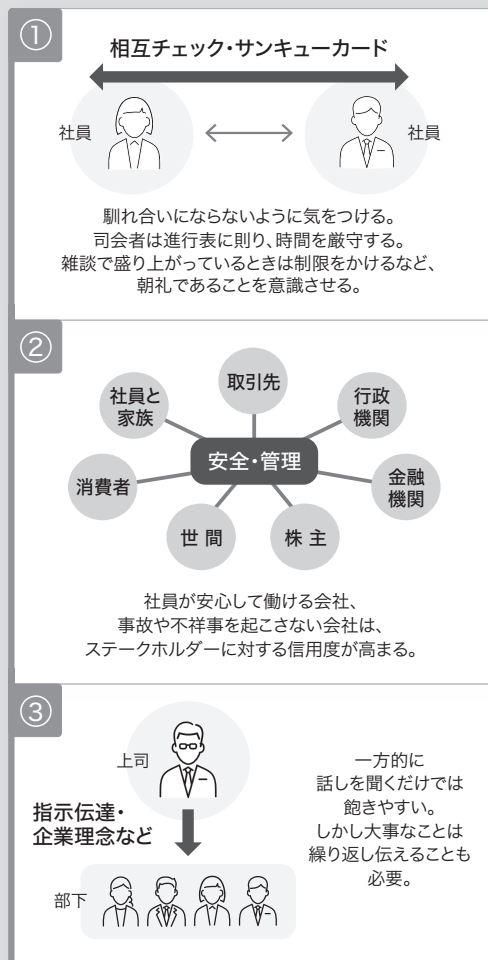 ①
相互チェック・サンキューカード
社員
社員
馴れ合いにならないように気をつける。
司会者は進行表に則り、時間を厳守する。
雑談で盛り上がっているときは制限をかけるなど、
朝礼であることを意識させる。
②
取引先
社員と
家族
行政
機関
安全・管理
消費者
金融
機関
世間
株主
社員が安心して働ける会社、
事故や不祥事を起こさない会社は、
ステークホルダーに対する信用度が高まる。
③
上司
指示伝達・
企業理念など
部下
一方的に
話しを聞くだけでは
飽きやすい。
しかし大事なことは
繰り返し伝えることも
必要。